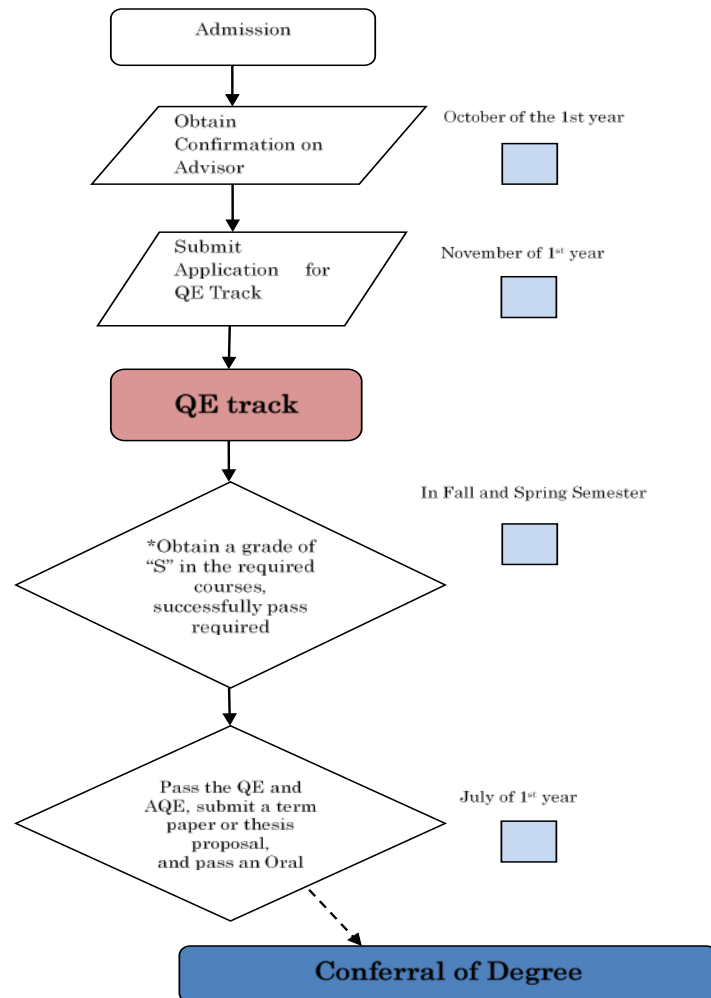 Admission
Obtain
Confirmation on
Advisor
October of the 1st year
Submit
Application for
QE Track
November of 1st year
QE track
In Fall and Spring Semester
*Obtain a grade of
“S” in the required
courses,
successfully pass
required
Pass the QE and
AQE, submit a term
paper or thesis
proposal,
and pass an Oral
July of 1st year
Conferral of Degree